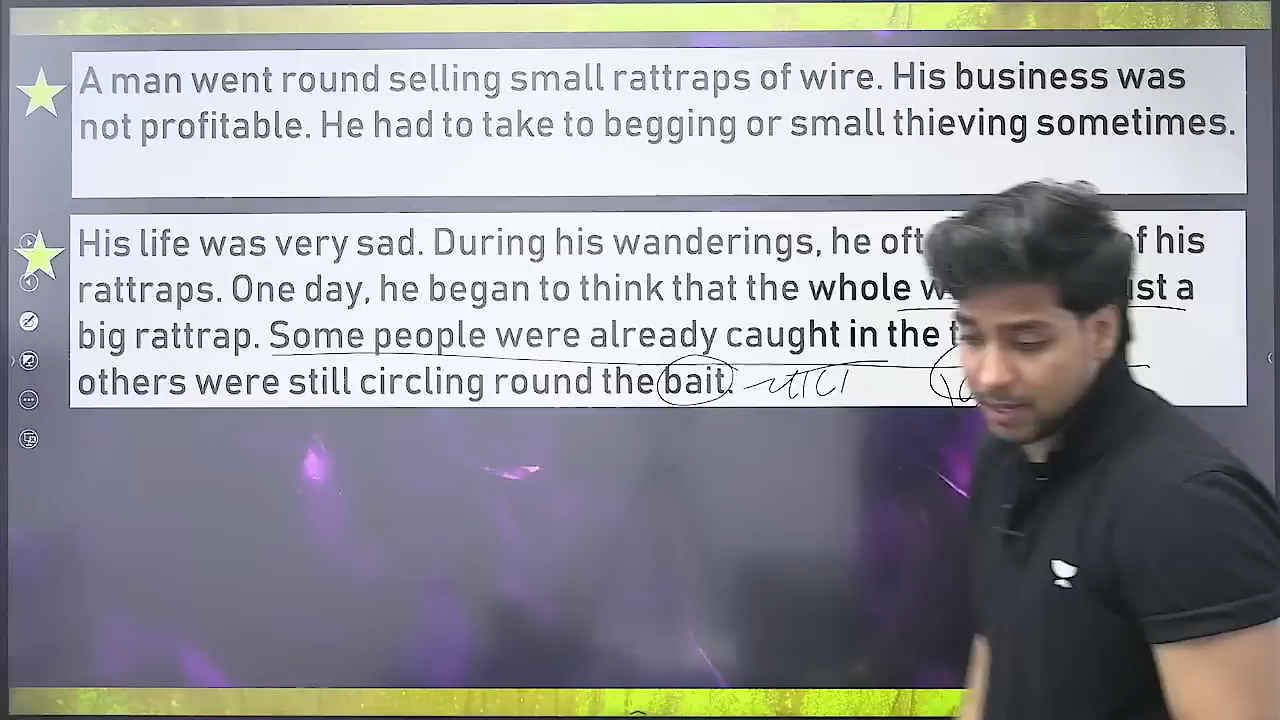 A man went round selling small rattraps of wire. His business was
not profitable. He had to take to begging or small thieving sometimes.
His life was very sad. During his wanderings, he of his
rattraps. One day, he began to think that the whole a
big rattrap. Some people were already caught in the
others were still circling round the bait.